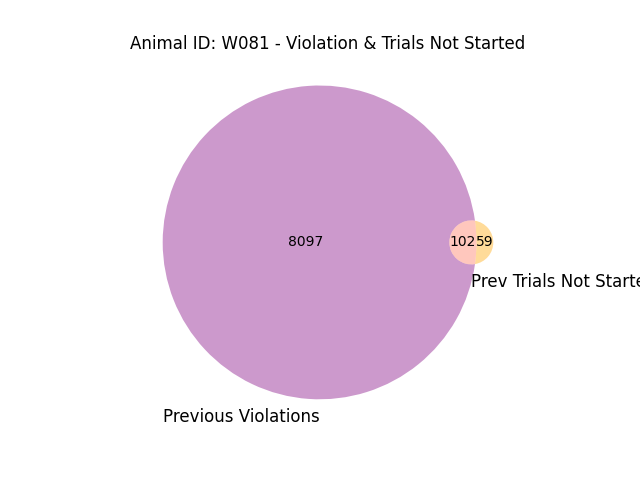 Animal ID: W081 - Violation & Trials Not Started
8097
102
59
Prev Trials Not Starte
Previous Violations